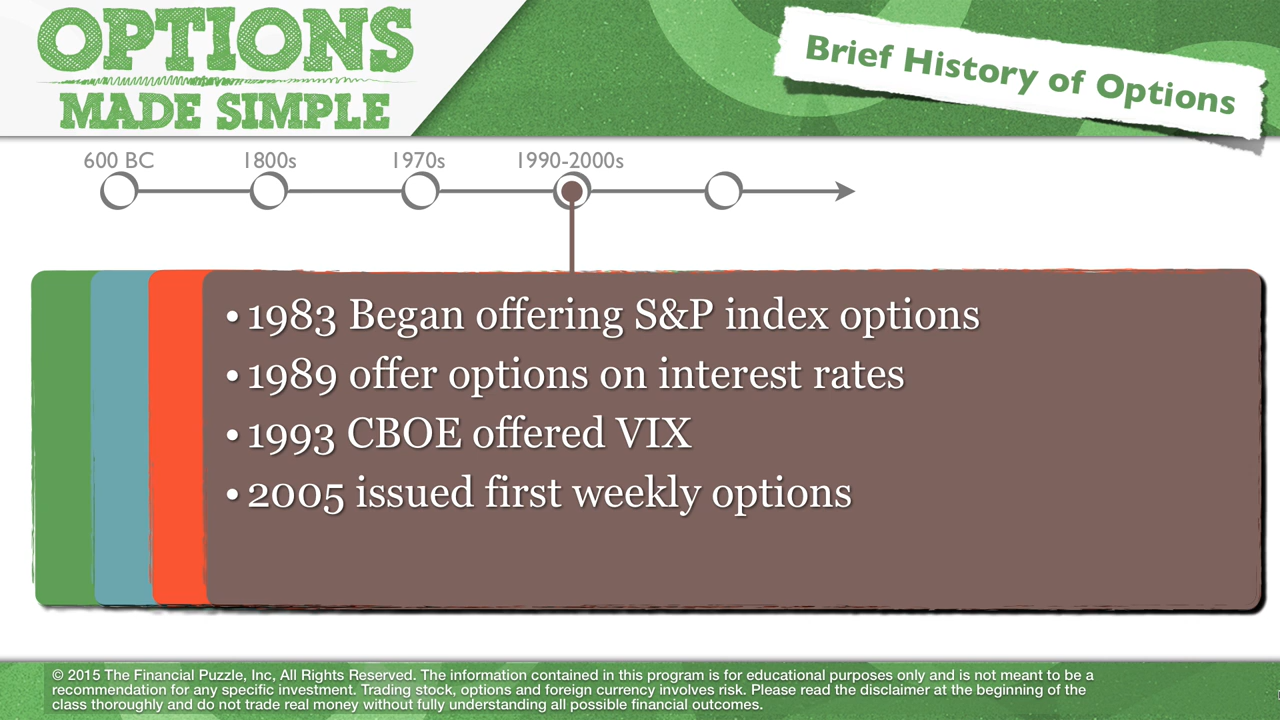 OPTIONS
MADE SIMPLE
Brief History of Options
600 BC 1800s 1970s 1990-2000s
• 1983 Began offering S&P index options
• 1989 offer options on interest rates
• 1993 CBOE offered VIX
• 2005 issued first weekly options
© 2015 The Financial Puzzle, Inc, All Rights Reserved. The information contained in this program is for educational purposes only and is not meant to be a
recommendation for any specific investment. Trading stock, options and foreign currency involves risk. Please read the disclaimer at the beginning of the
class thoroughly and do not trade real money without fully understanding all possible financial outcomes.